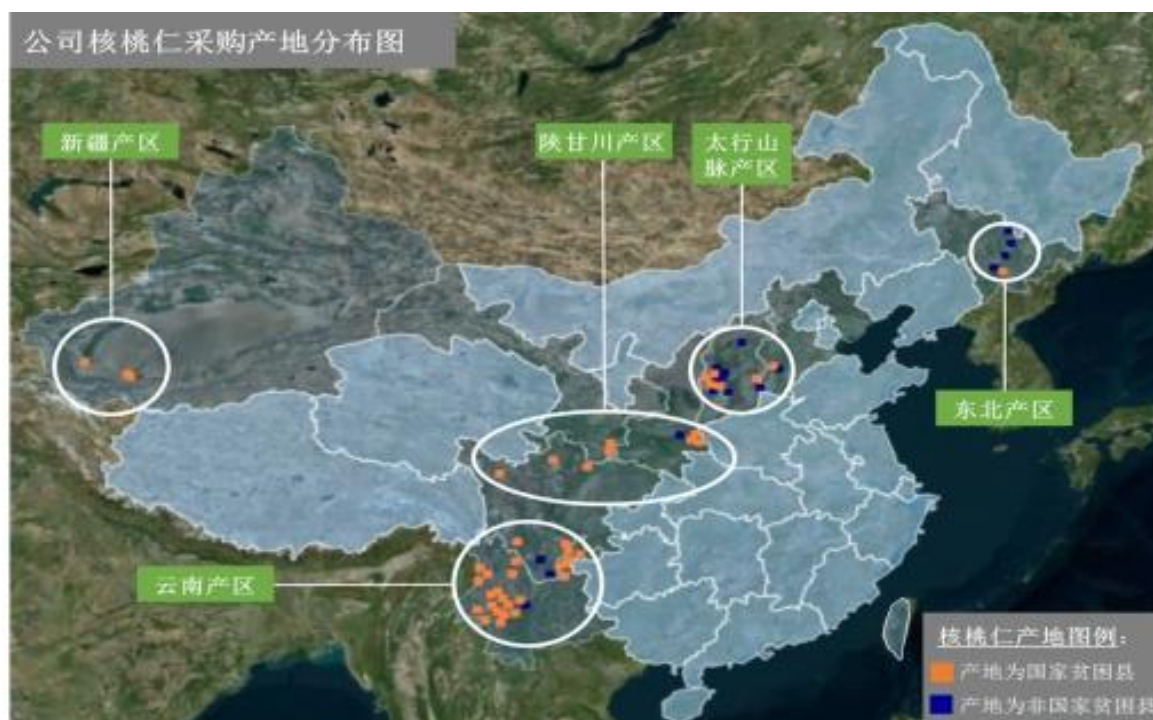 公司核桃仁采购产地分布图
新疆产区
陕甘川产区
太行山
脉产区
东北产区
云南产区
核桃仁产地图例：
产地为国家贫困县
产地为非国家贫困县